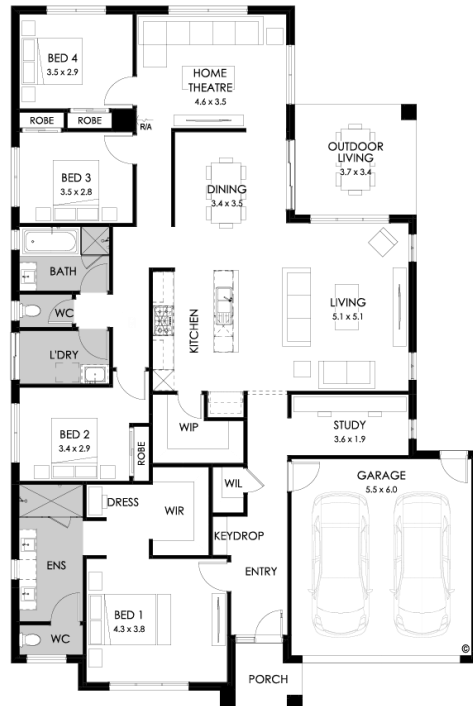 BED 4
3.5 x 2.9
HOME
THEATRE
4.6 x 3.5
ROBE
ROBE
R/A
OUTDOOR
LIVING
3.7 x 3.4
BED 3
3.5 x 2.8
DINING
3.4 x 3.5
BATH
WC
KITCHEN
LIVING
5.1 x 5.1
L'DRY
BED 2
3.4 x 2.9
ROBE
WIP
STUDY
3.6 x 1.9
GARAGE
5.5 x 6.0
DRESS
WIR
WIL
KEYDROP
ENS
ENTRY
BED 1
4.3 x 3.8
WC
PORCH
©